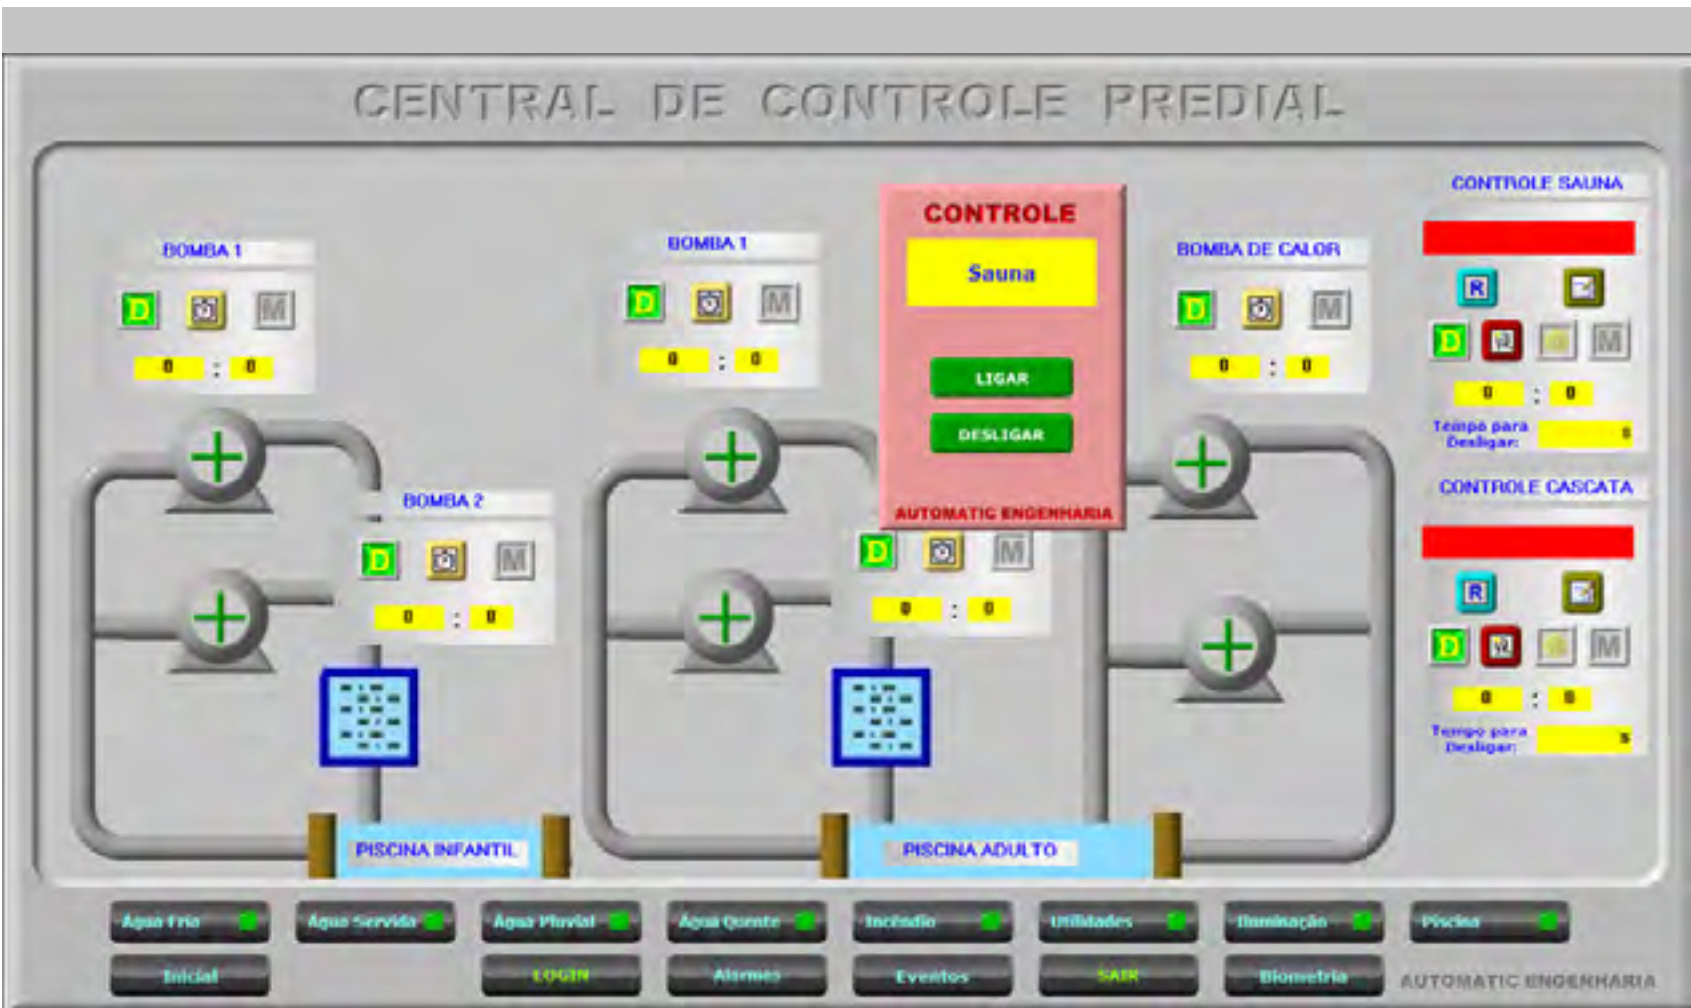 CENTRAL DE CONTROLE PREDIAL
BOMBA 1
D M
0 : 0
BOMBA 2
D M
0 : 0
PISCINA INFANTIL
BOMBA 1
D M
0 : 0
D M
0 : 0
PISCINA ADULTO
CONTROLE
Sauna
LIGAR
DESLIGAR
AUTOMATIC ENGENHARIA
BOMBA DE CALOR
D M
0 : 0
CONTROLE SAUNA
R
D M
0 : 0
Tempo para
Desligar:
CONTROLE CASCATA
R
D M
0 : 0
Tempo para
Desligar:
Água Fria Água Servida Água Pluvial Água Quente Incêndio Utilidades Iluminação Piscina
Inicial LOGIN Alarmes Eventos SAIR Biometria AUTOMATIC ENGENHARIA